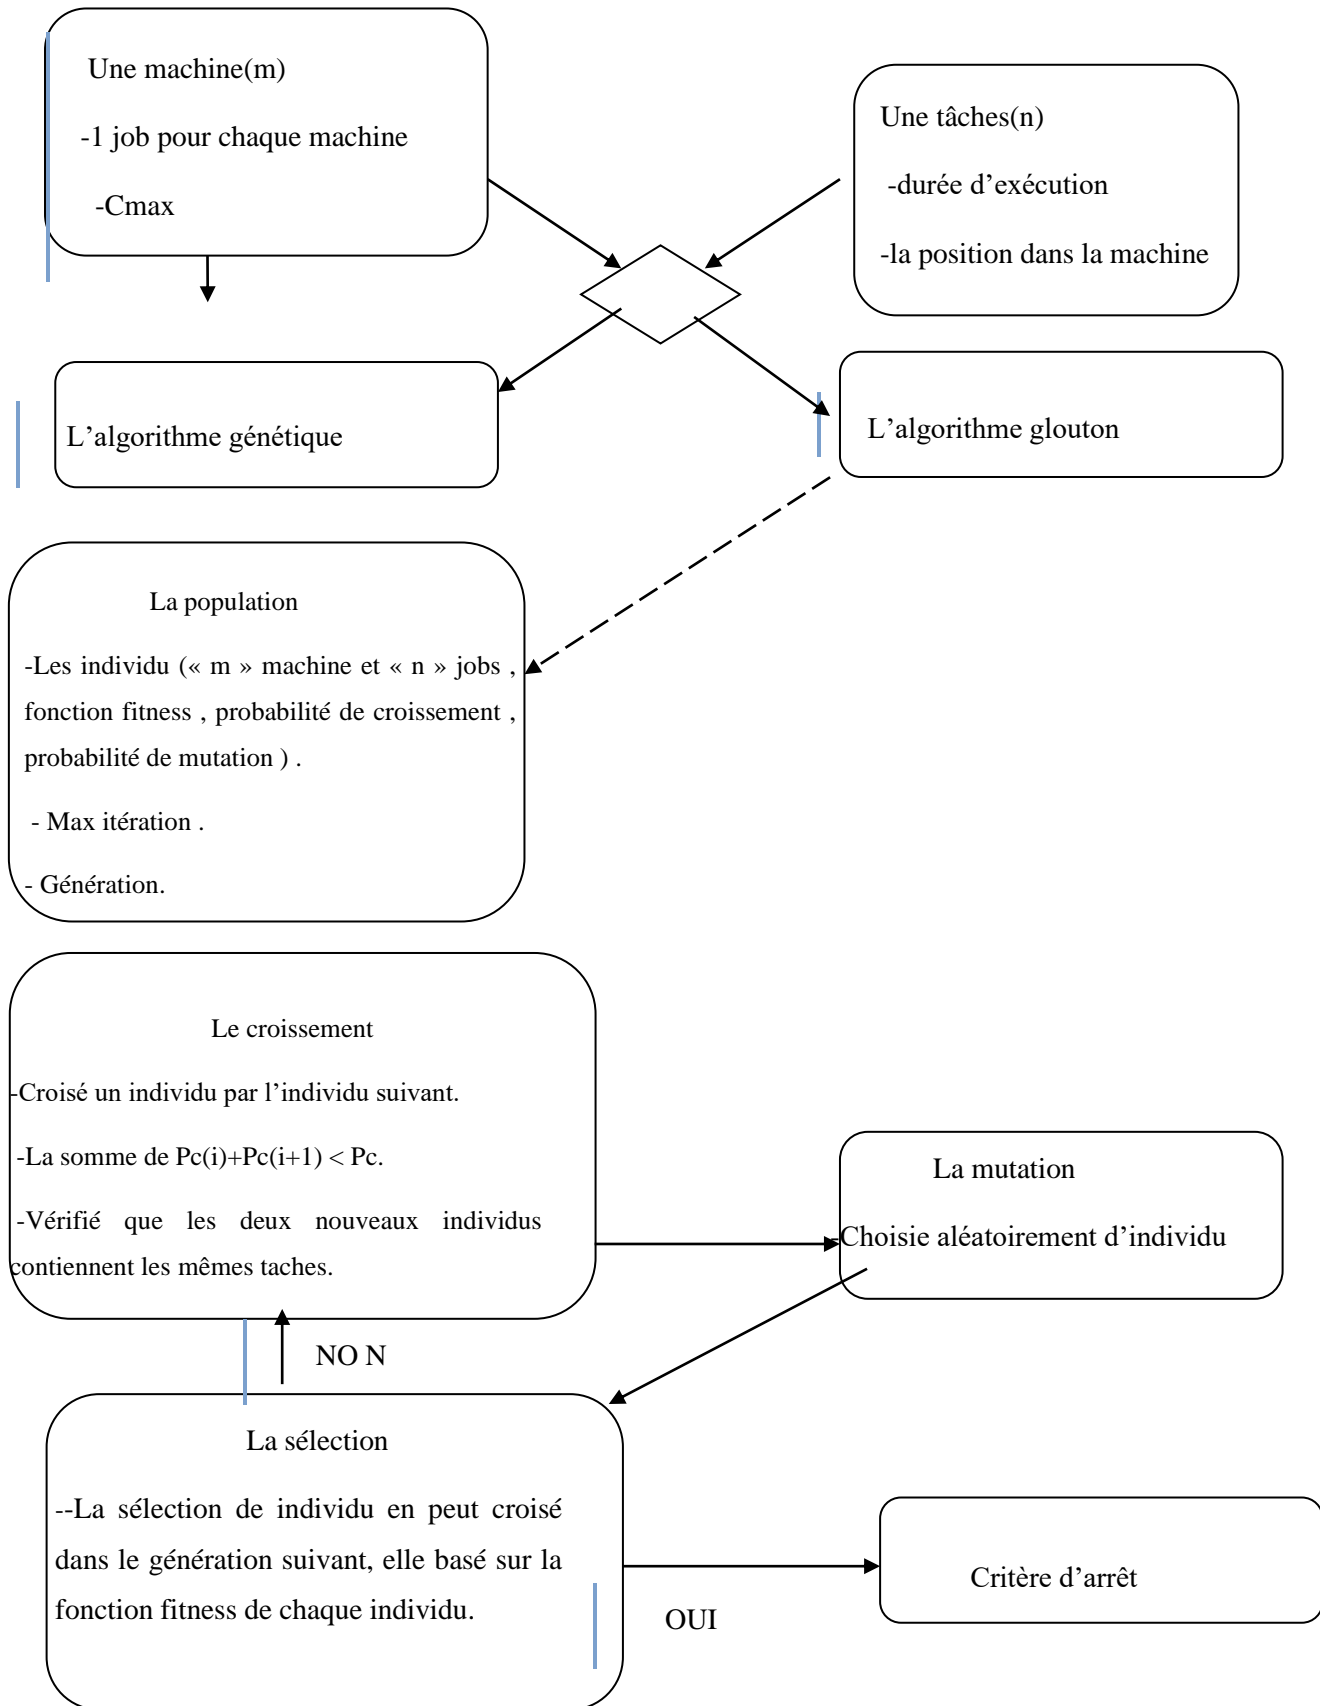 Une machine(m)
-1 job pour chaque machine
-Cmax
Une tâches(n)
-durée d’exécution
-la position dans la machine
L’algorithme génétique
L’algorithme glouton
La population
-Les individu (« m » machine et « n » jobs ,
fonction fitness , probabilité de croissement ,
probabilité de mutation ) .
- Max itération .
- Génération.
Le croissement
-Croisé un individu par l’individu suivant.
-La somme de Pc(i)+Pc(i+1) < Pc.
-Vérifié que les deux nouveaux individus
contiennent les mêmes taches.
La mutation
-Choisie aléatoirement d’individu
NO N
La sélection
--La sélection de individu en peut croisé
dans le génération suivant, elle basé sur la
fonction fitness de chaque individu.
OUI
Critère d’arrêt